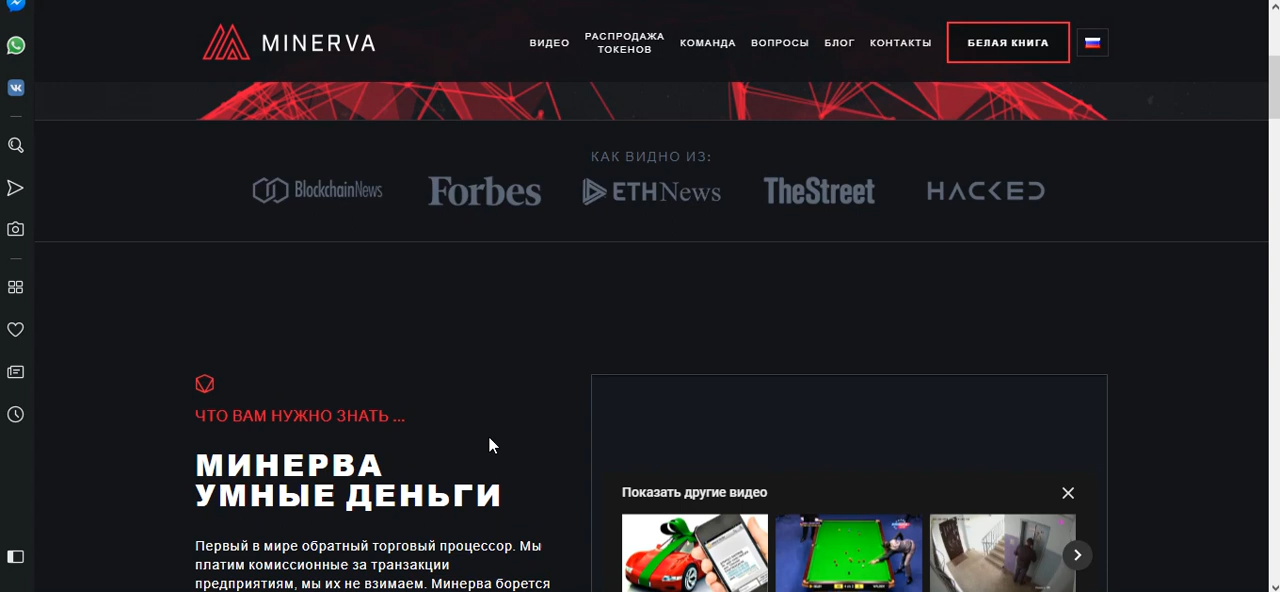 MINERVA
ВИДЕО
РАСПРОДАЖА
ТОКЕНОВ
КОМАНДА
ВОПРОСЫ
БЛОГ
КОНТАКТЫ
БЕЛАЯ КНИГА
КАК ВИДНО ИЗ:
BlockchainNews
Forbes
ETHNews
TheStreet
HACKED
ЧТО ВАМ НУЖНО ЗНАТЬ ...
МИНЕРВА
УМНЫЕ ДЕНЬГИ
Первый в мире обратный торговый процессор. Мы
платим комиссионные за транзакции
предприятиям, мы их не взимаем. Минерва борется
Показать другие видео